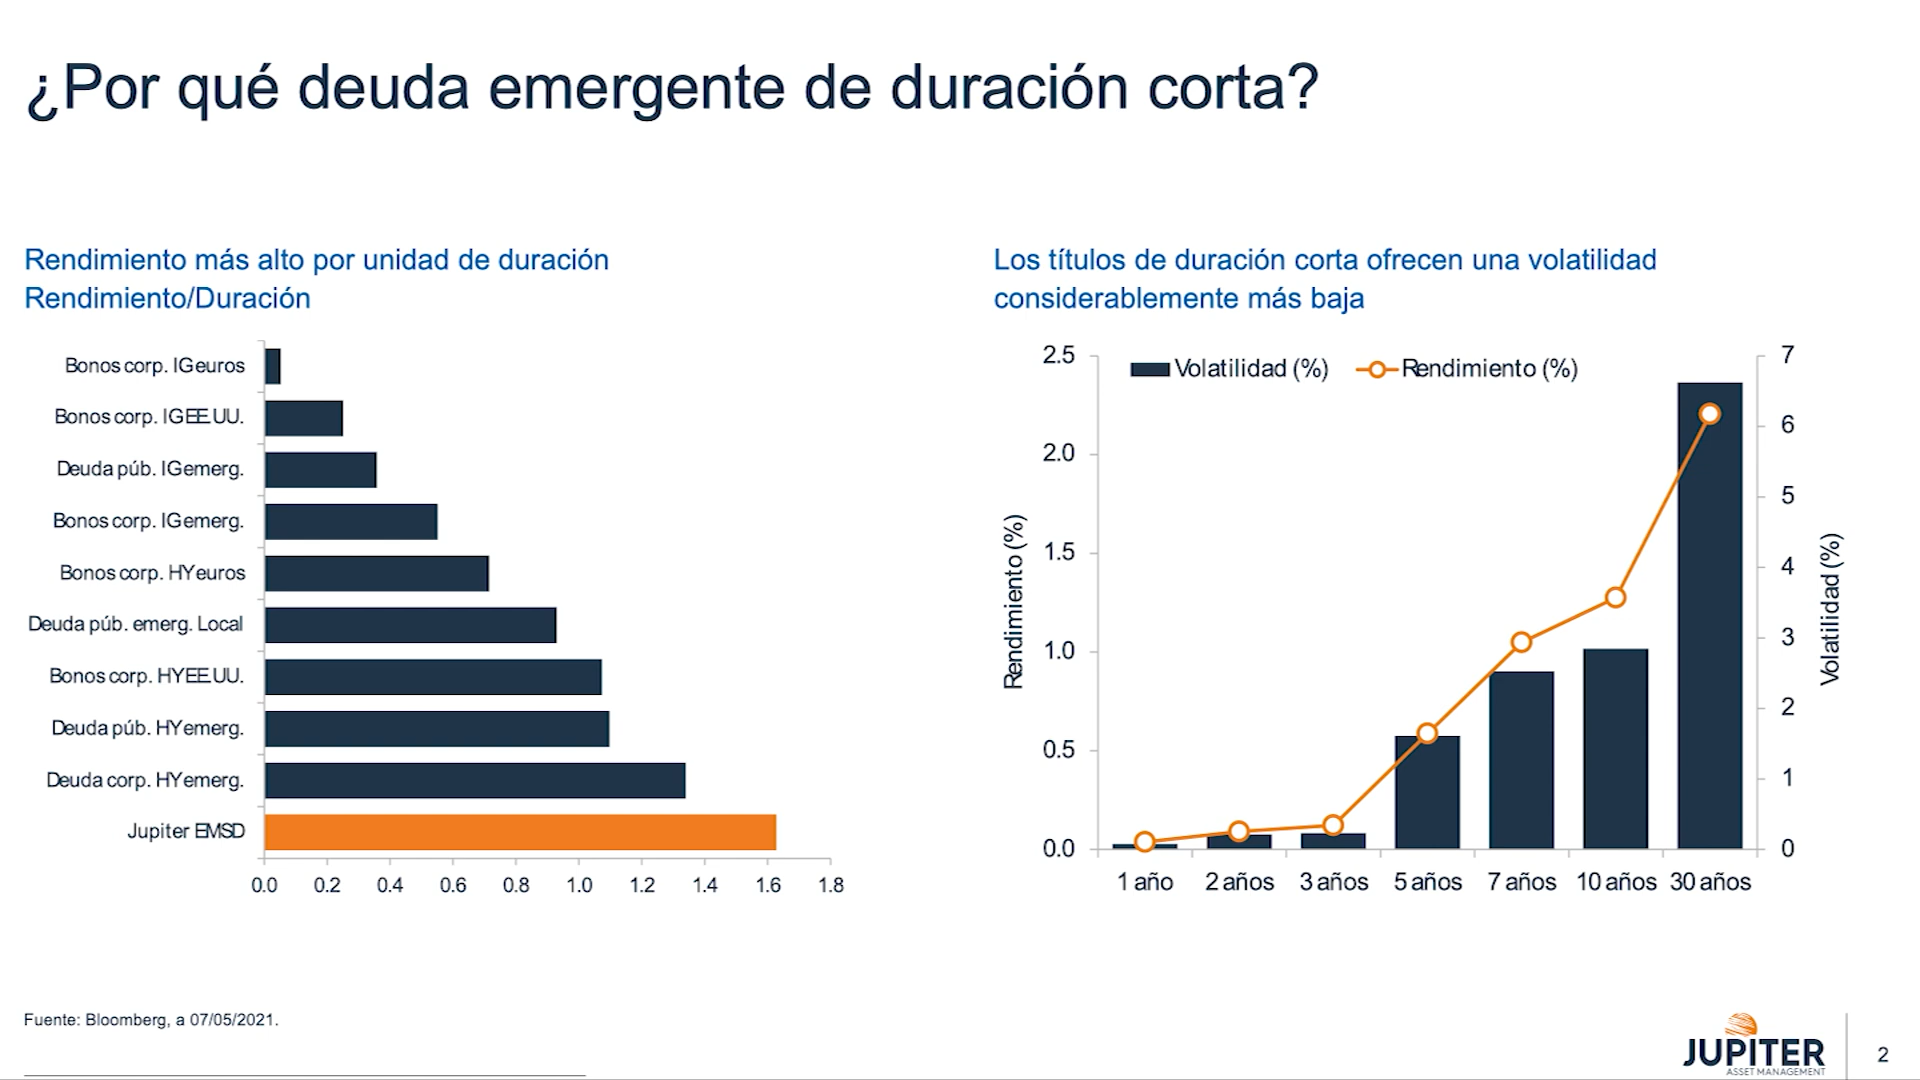 ¿Por qué deuda emergente de duración corta?
Rendimiento más alto por unidad de duración
Rendimiento/Duración
Bonos corp. IG euros
Bonos corp. IG EE.UU.
Deuda púb. IG emerg.
Bonos corp. IG emerg.
Bonos corp. HY euros
Deuda púb. emerg. Local
Bonos corp. HY EE.UU.
Deuda púb. HY emerg.
Deuda corp. HY emerg.
Jupiter EMSD
0.0 0.2 0.4 0.6 0.8 1.0 1.2 1.4 1.6 1.8
Los títulos de duración corta ofrecen una volatilidad
considerablemente más baja
Volatilidad (%) Rendimiento (%)
Rendimiento (%)
2.5
2.0
1.5
1.0
0.5
0.0
7
6
5
4
3
2
1
0
Volatilidad (%)
1 año 2 años 3 años 5 años 7 años 10 años 30 años
Fuente: Bloomberg, a 07/05/2021.
JUPITER
ASSET MANAGEMENT
2